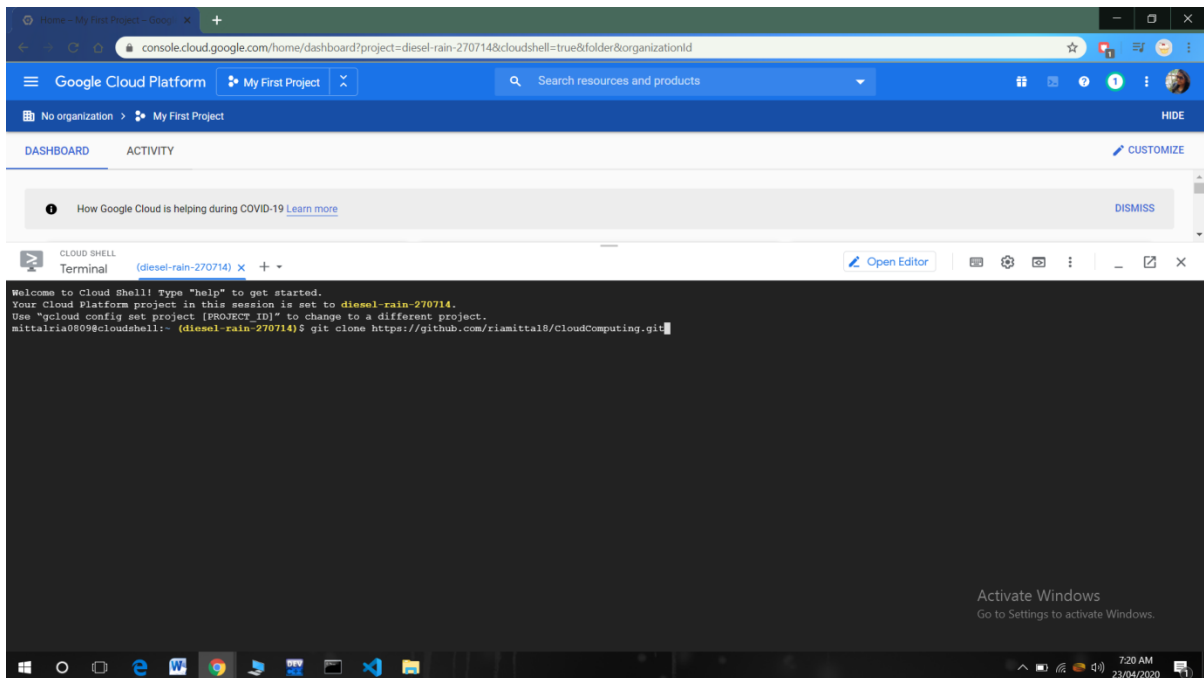 Home – My First Project – Goog
console.cloud.google.com/home/dashboard?project=diesel-rain-270714&cloudshell=true&folder&organizationId
Google Cloud Platform My First Project Search resources and products 1
No organization > My First Project HIDE
DASHBOARD ACTIVITY CUSTOMIZE
How Google Cloud is helping during COVID-19 Learn more DISMISS
CLOUD SHELL
Terminal (diesel-rain-270714) Open Editor
Welcome to Cloud Shell! Type "help" to get started.
Your Cloud Platform project in this session is set to diesel-rain-270714.
Use "gcloud config set project [PROJECT_ID]" to change to a different project.
mittalria0809@cloudshell:~ (diesel-rain-270714)$ git clone https://github.com/riamittal8/CloudComputing.git
Activate Windows
Go to Settings to activate Windows.
7:20 AM
23/04/2020